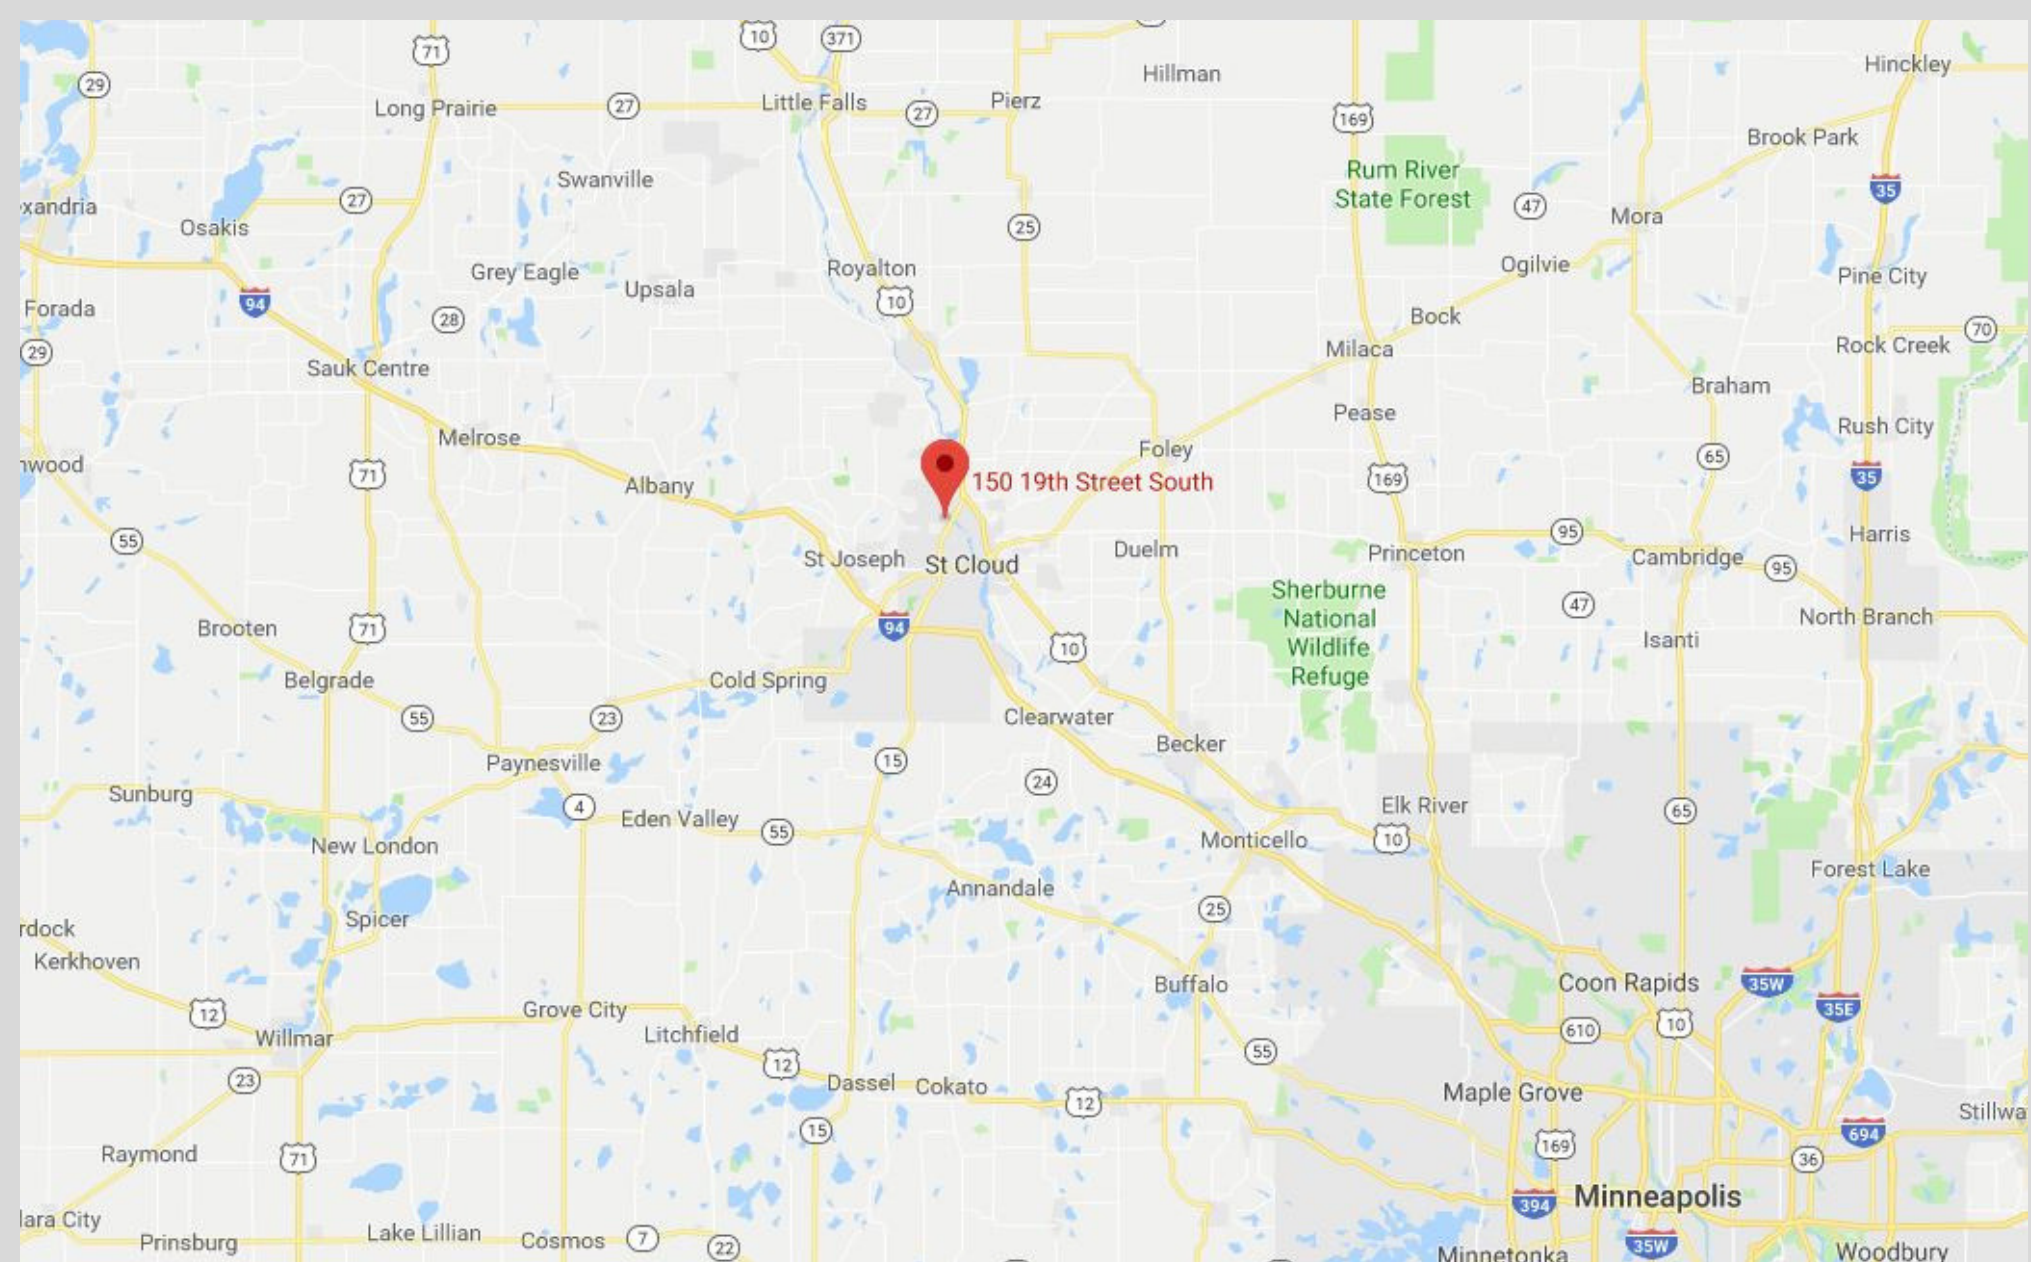 10
371
71
Hillman
Hinckley
29
Long Prairie
27
Little Falls
27
Pierz
169
Brook Park
Rum River
State Forest
Swanville
35
xandria
27
47
Mora
Osakis
25
Royalton
Ogilvie
Grey Eagle
Upsala
Pine City
94
10
Forada
28
Bock
70
29
Milaca
Rock Creek
Sauk Centre
Braham
Pease
Rush City
Melrose
Foley
nwood
71
Albany
150 19th Street South
169
65
35
55
95
Harris
St Joseph
St Cloud
Duelm
Princeton
Cambridge
95
Sherburne
National
Wildlife
Refuge
47
Brooten
71
94
10
Isanti
North Branch
Belgrade
Cold Spring
55
23
Clearwater
Becker
Paynesville
15
24
Sunburg
4
Eden Valley
55
Elk River
65
New London
Monticello
10
Annandale
Forest Lake
25
Spicer
rdock
Kerkhoven
Coon Rapids
35W
Buffalo
35E
12
Grove City
Willmar
Litchfield
610
10
55
12
23
Dassel
Cokato
12
Maple Grove
Stillwa
15
694
Raymond
71
169
36
394
Minneapolis
lara City
Prinsburg
Lake Lillian
Cosmos
7
22
35W
Minnetonka
Woodbury